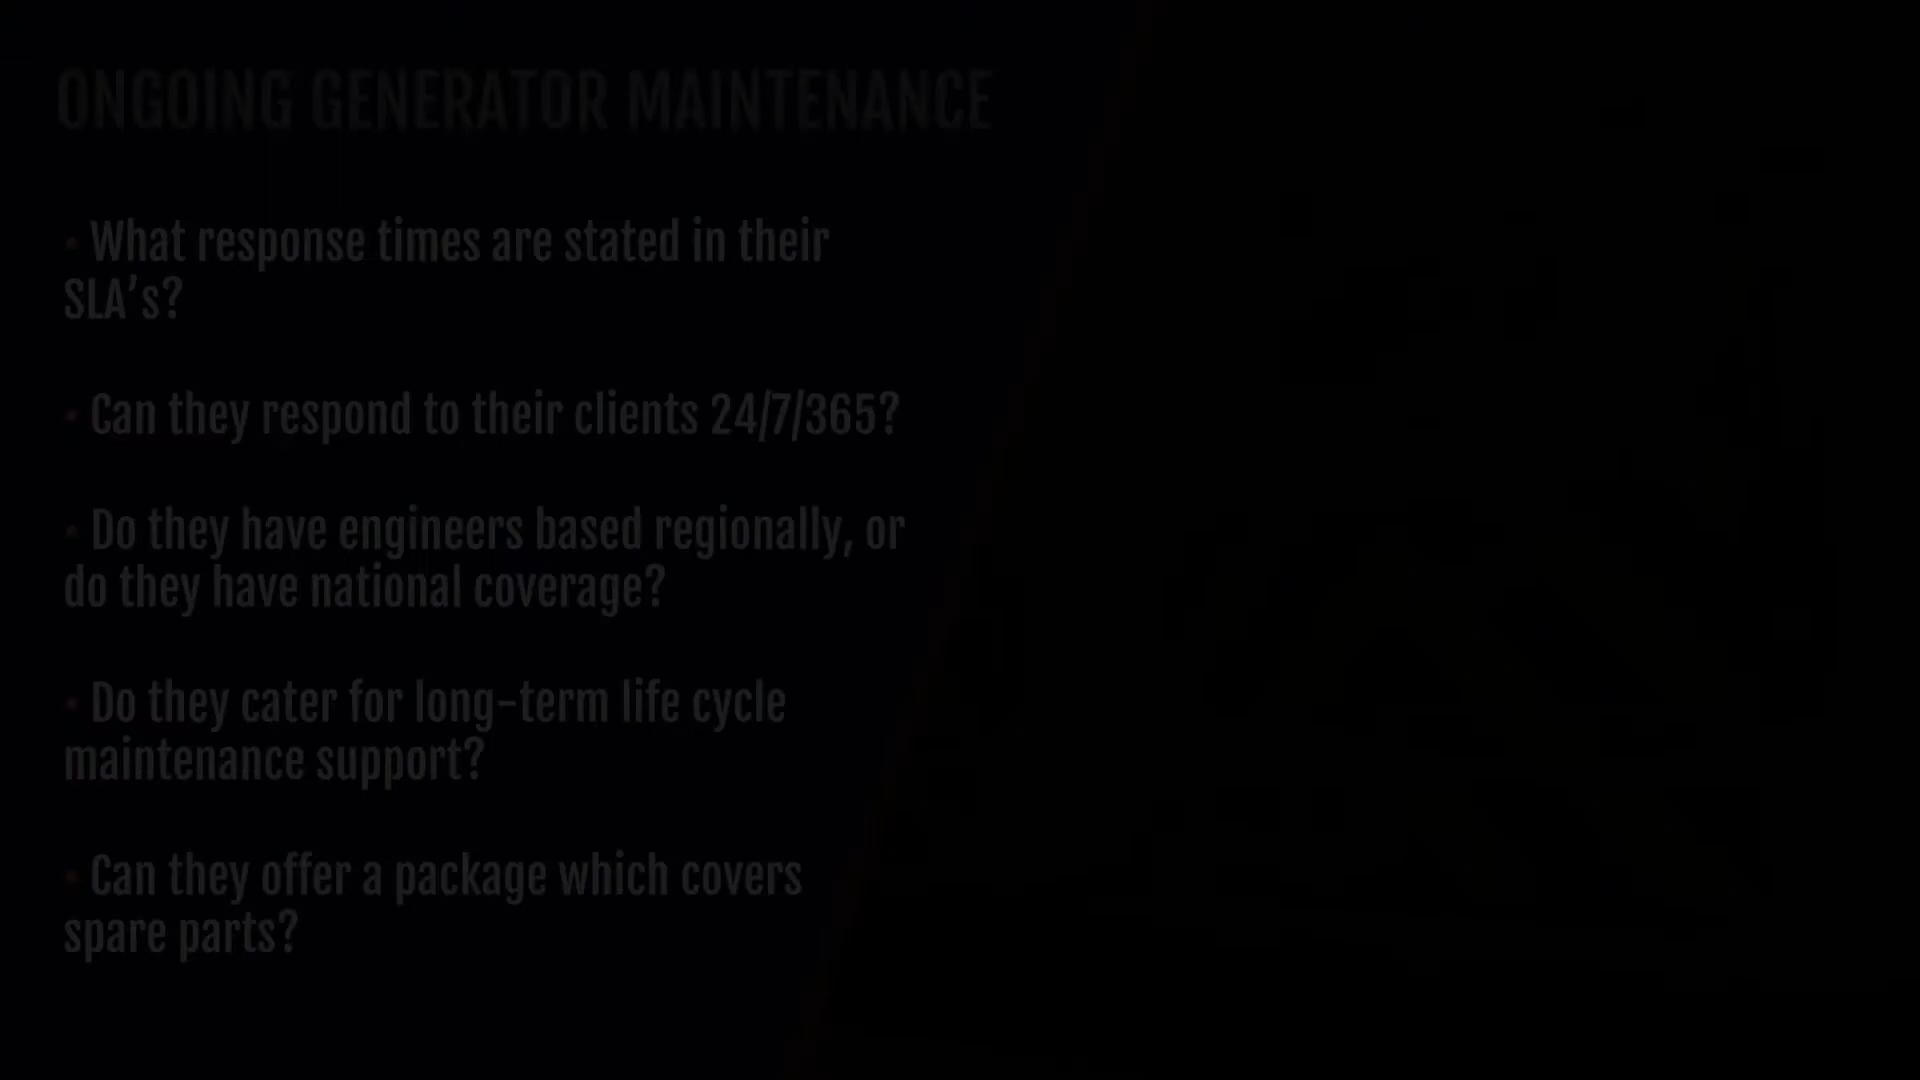 ONGOING GENERATOR MAINTENANCE
• What response times are stated in their
SLA’s?
• Can they respond to their clients 24/7/365?
• Do they have engineers based regionally, or
do they have national coverage?
• Do they cater for long-term life cycle
maintenance support?
• Can they offer a package which covers
spare parts?